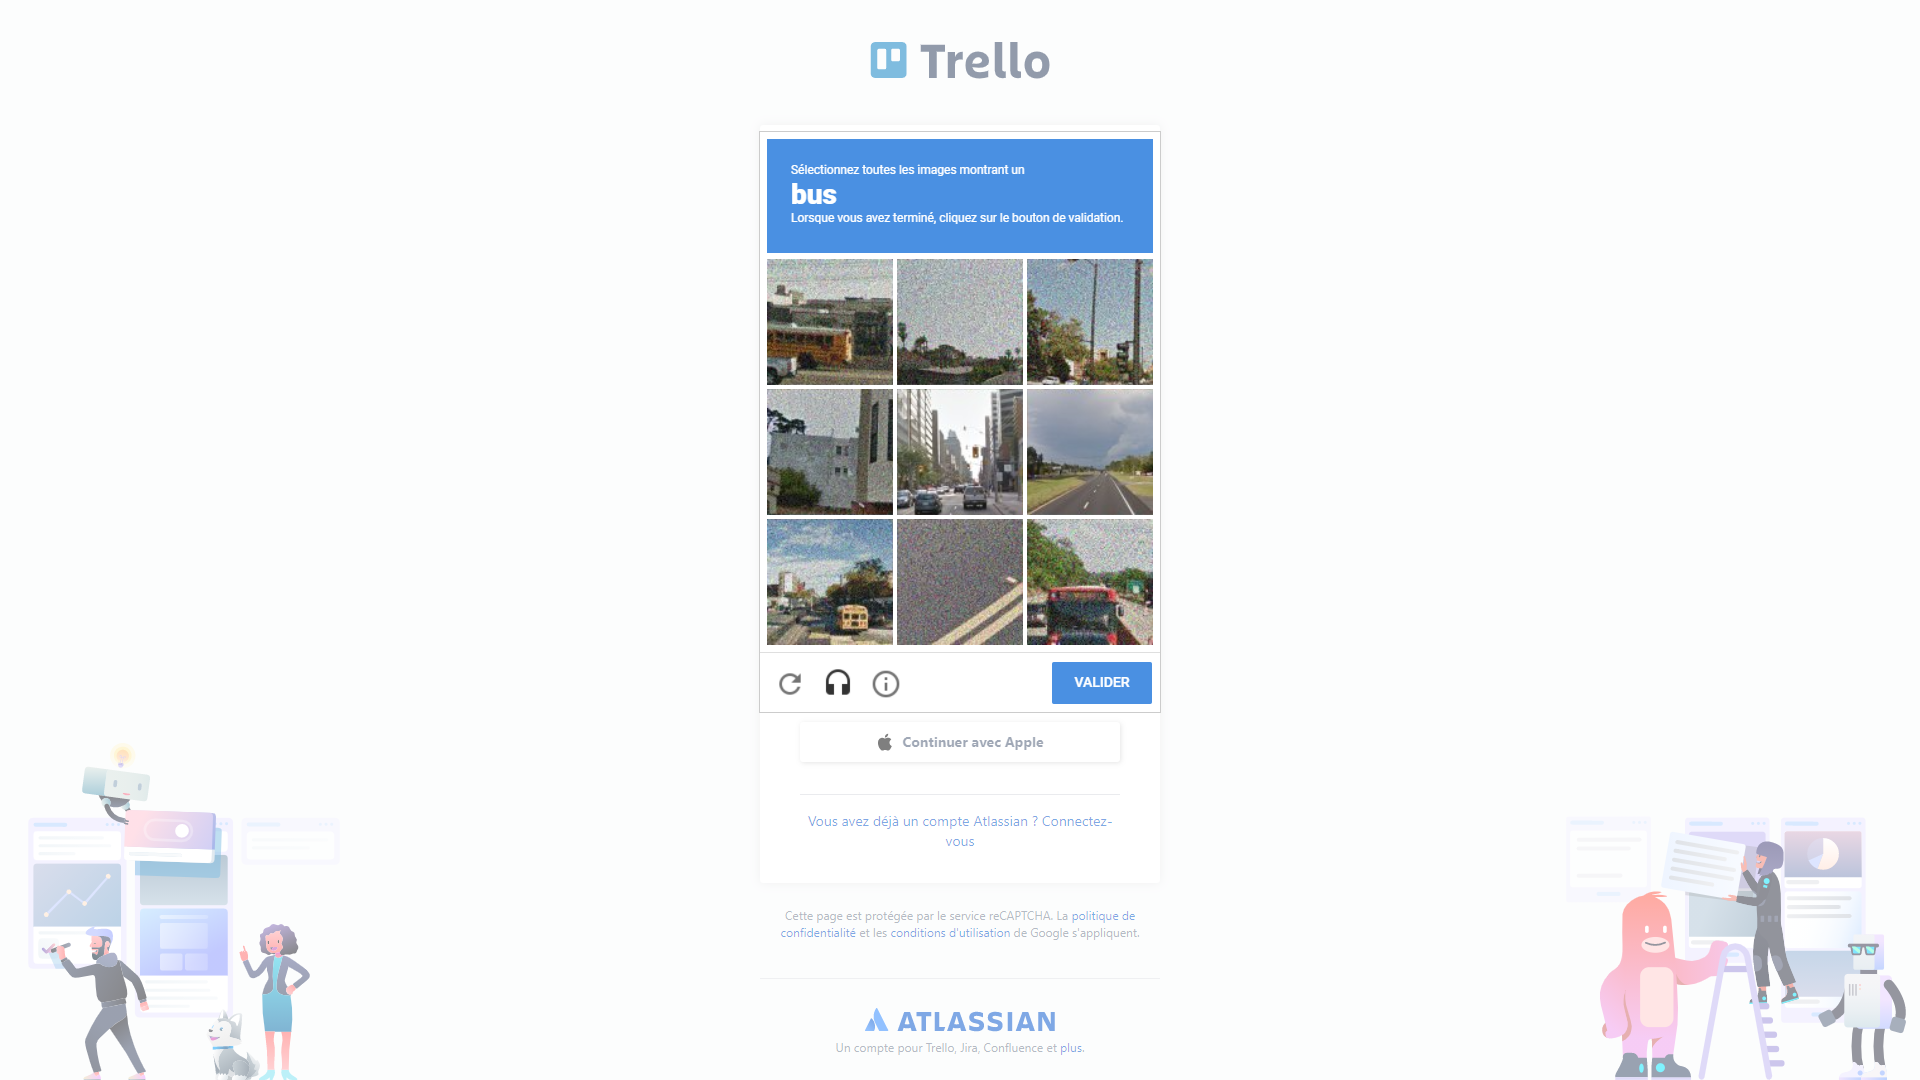 Trello
Sélectionnez toutes les images montrant un
bus
Lorsque vous avez terminé, cliquez sur le bouton de validation.
VALIDER
Continuer avec Apple
Vous avez déjà un compte Atlassian ? Connectez-
vous
Cette page est protégée par le service reCAPTCHA. La politique de
confidentialité et les conditions d'utilisation de Google s'appliquent.
ATLASSIAN
Un compte pour Trello, Jira, Confluence et plus.